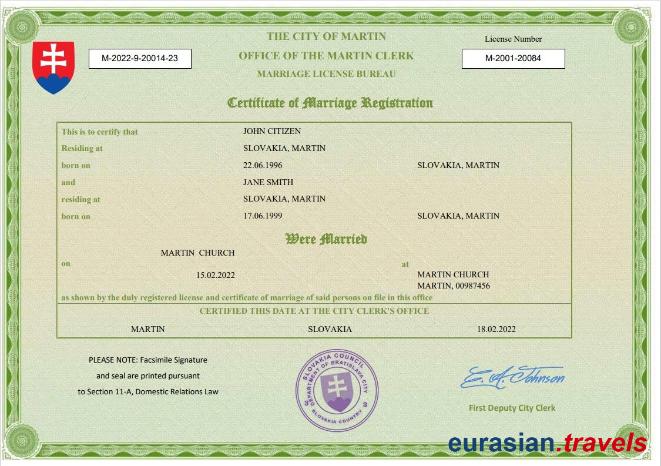 THE CITY OF MARTIN
License Number
M-2022-9-20014-23
OFFICE OF THE MARTIN CLERK
M-2001-20084
MARRIAGE LICENSE BUREAU
Certificate of Marriage Registration
This is to certify that JOHN CITIZEN
Residing at SLOVAKIA, MARTIN
born on 22.06.1996 SLOVAKIA, MARTIN
and JANE SMITH
residing at SLOVAKIA, MARTIN
born on 17.06.1999 SLOVAKIA, MARTIN
Were Married
MARTIN CHURCH
on at
15.02.2022 MARTIN CHURCH
MARTIN, 00987456
as shown by the duly registered license and certificate of marriage of said persons on file in this office
CERTIFIED THIS DATE AT THE CITY CLERK'S OFFICE
MARTIN SLOVAKIA 18.02.2022
PLEASE NOTE: Facsimile Signature
and seal are printed pursuant
to Section 11-A, Domestic Relations Law
SLOVAKIA COUNCIL
DEPARTMENT OF BRATISLAVA CITY
SLOVAKIA COUNTRY
E. A. Johnson
First Deputy City Clerk
eurasian.travels